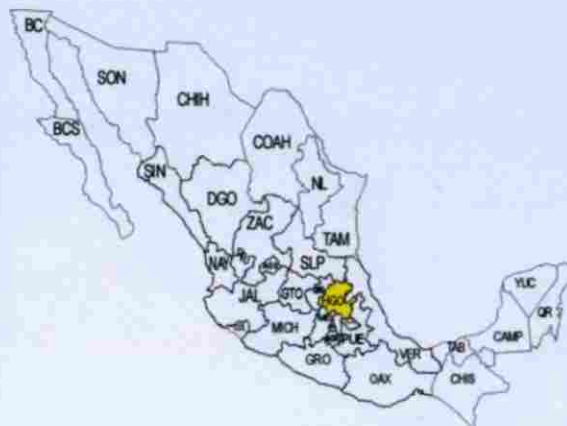 BC
SON
CHIH
BCS
COAH
SIN
NL
DGO
ZAC
TAM
NAY
SLP
JAL
GTO
HGO
MICH
PUE
GRO
VER
OAX
TAB
CAMP
YUC
QR
CHIS